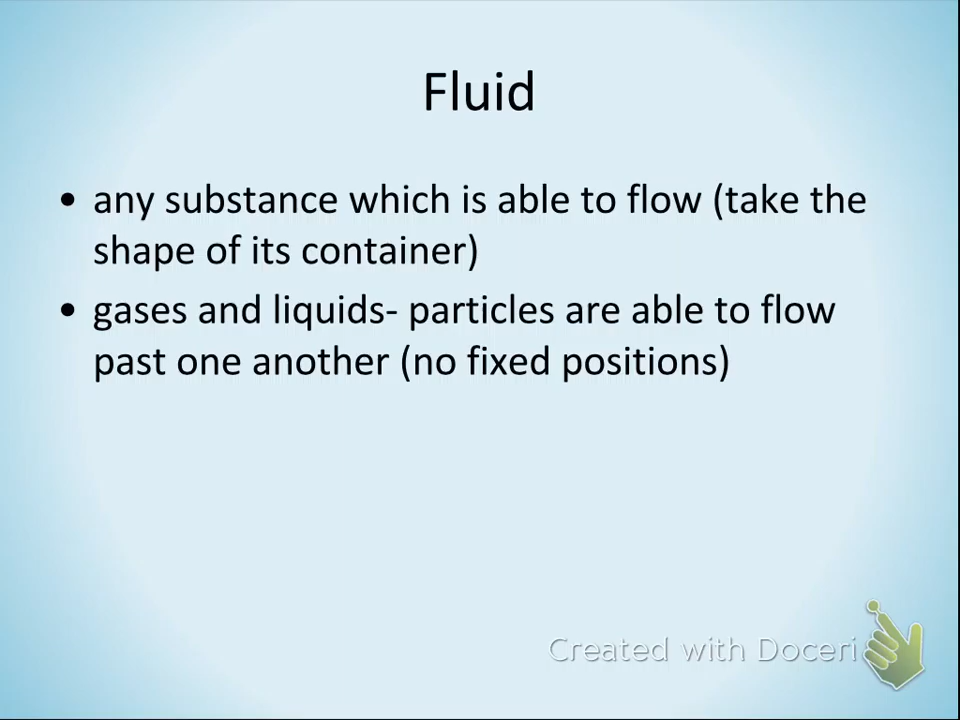 Fluid
• any substance which is able to flow (take the
shape of its container)
• gases and liquids- particles are able to flow
past one another (no fixed positions)
Created with Doceri